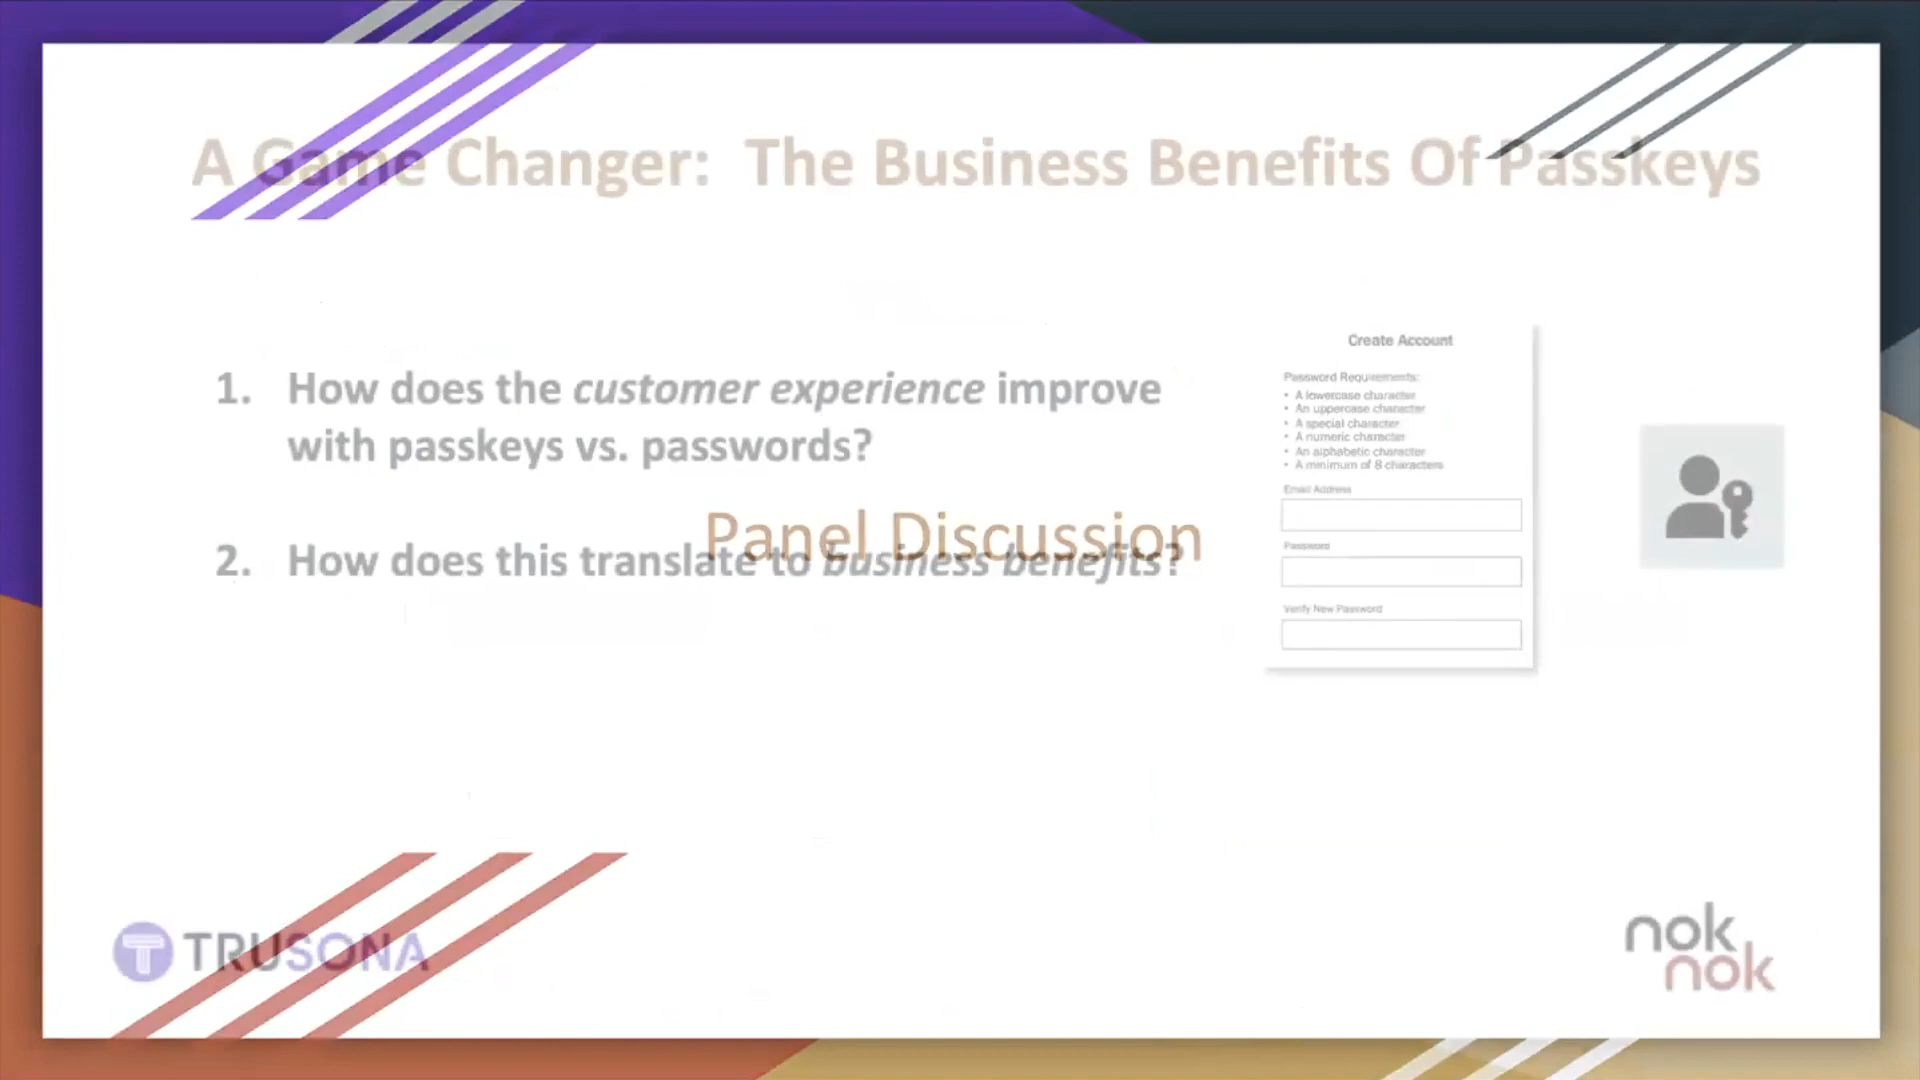 A Game Changer: The Business Benefits Of Passkeys
1. How does the customer experience improve
with passkeys vs. passwords?
Panel Discussion
2. How does this translate to business benefits?
Create Account
Password Requirements:
• A lowercase character
• An uppercase character
• A special character
• A numeric character
• An alphabetic character
• A minimum of 8 characters
Email Address
Password
Verify New Password
TRUSONA
nok
nok